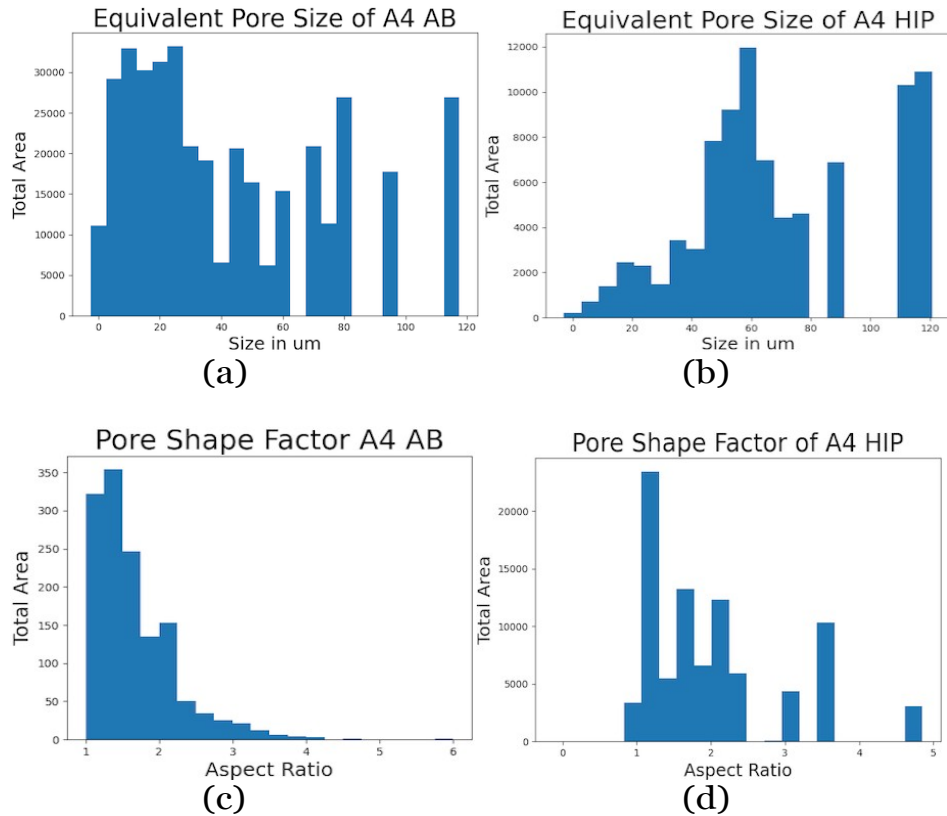 Equivalent Pore Size of A4 AB
Total Area
30000
25000
20000
15000
10000
5000
0
0 20 40 60 80 100 120
Size in um
(a)
Equivalent Pore Size of A4 HIP
Total Area
12000
10000
8000
6000
4000
2000
0
0 20 40 60 80 100 120
Size in um
(b)
Pore Shape Factor A4 AB
Total Area
350
300
250
200
150
100
50
0
1 2 3 4 5 6
Aspect Ratio
(c)
Pore Shape Factor of A4 HIP
Total Area
20000
15000
10000
5000
0
0 1 2 3 4 5
Aspect Ratio
(d)